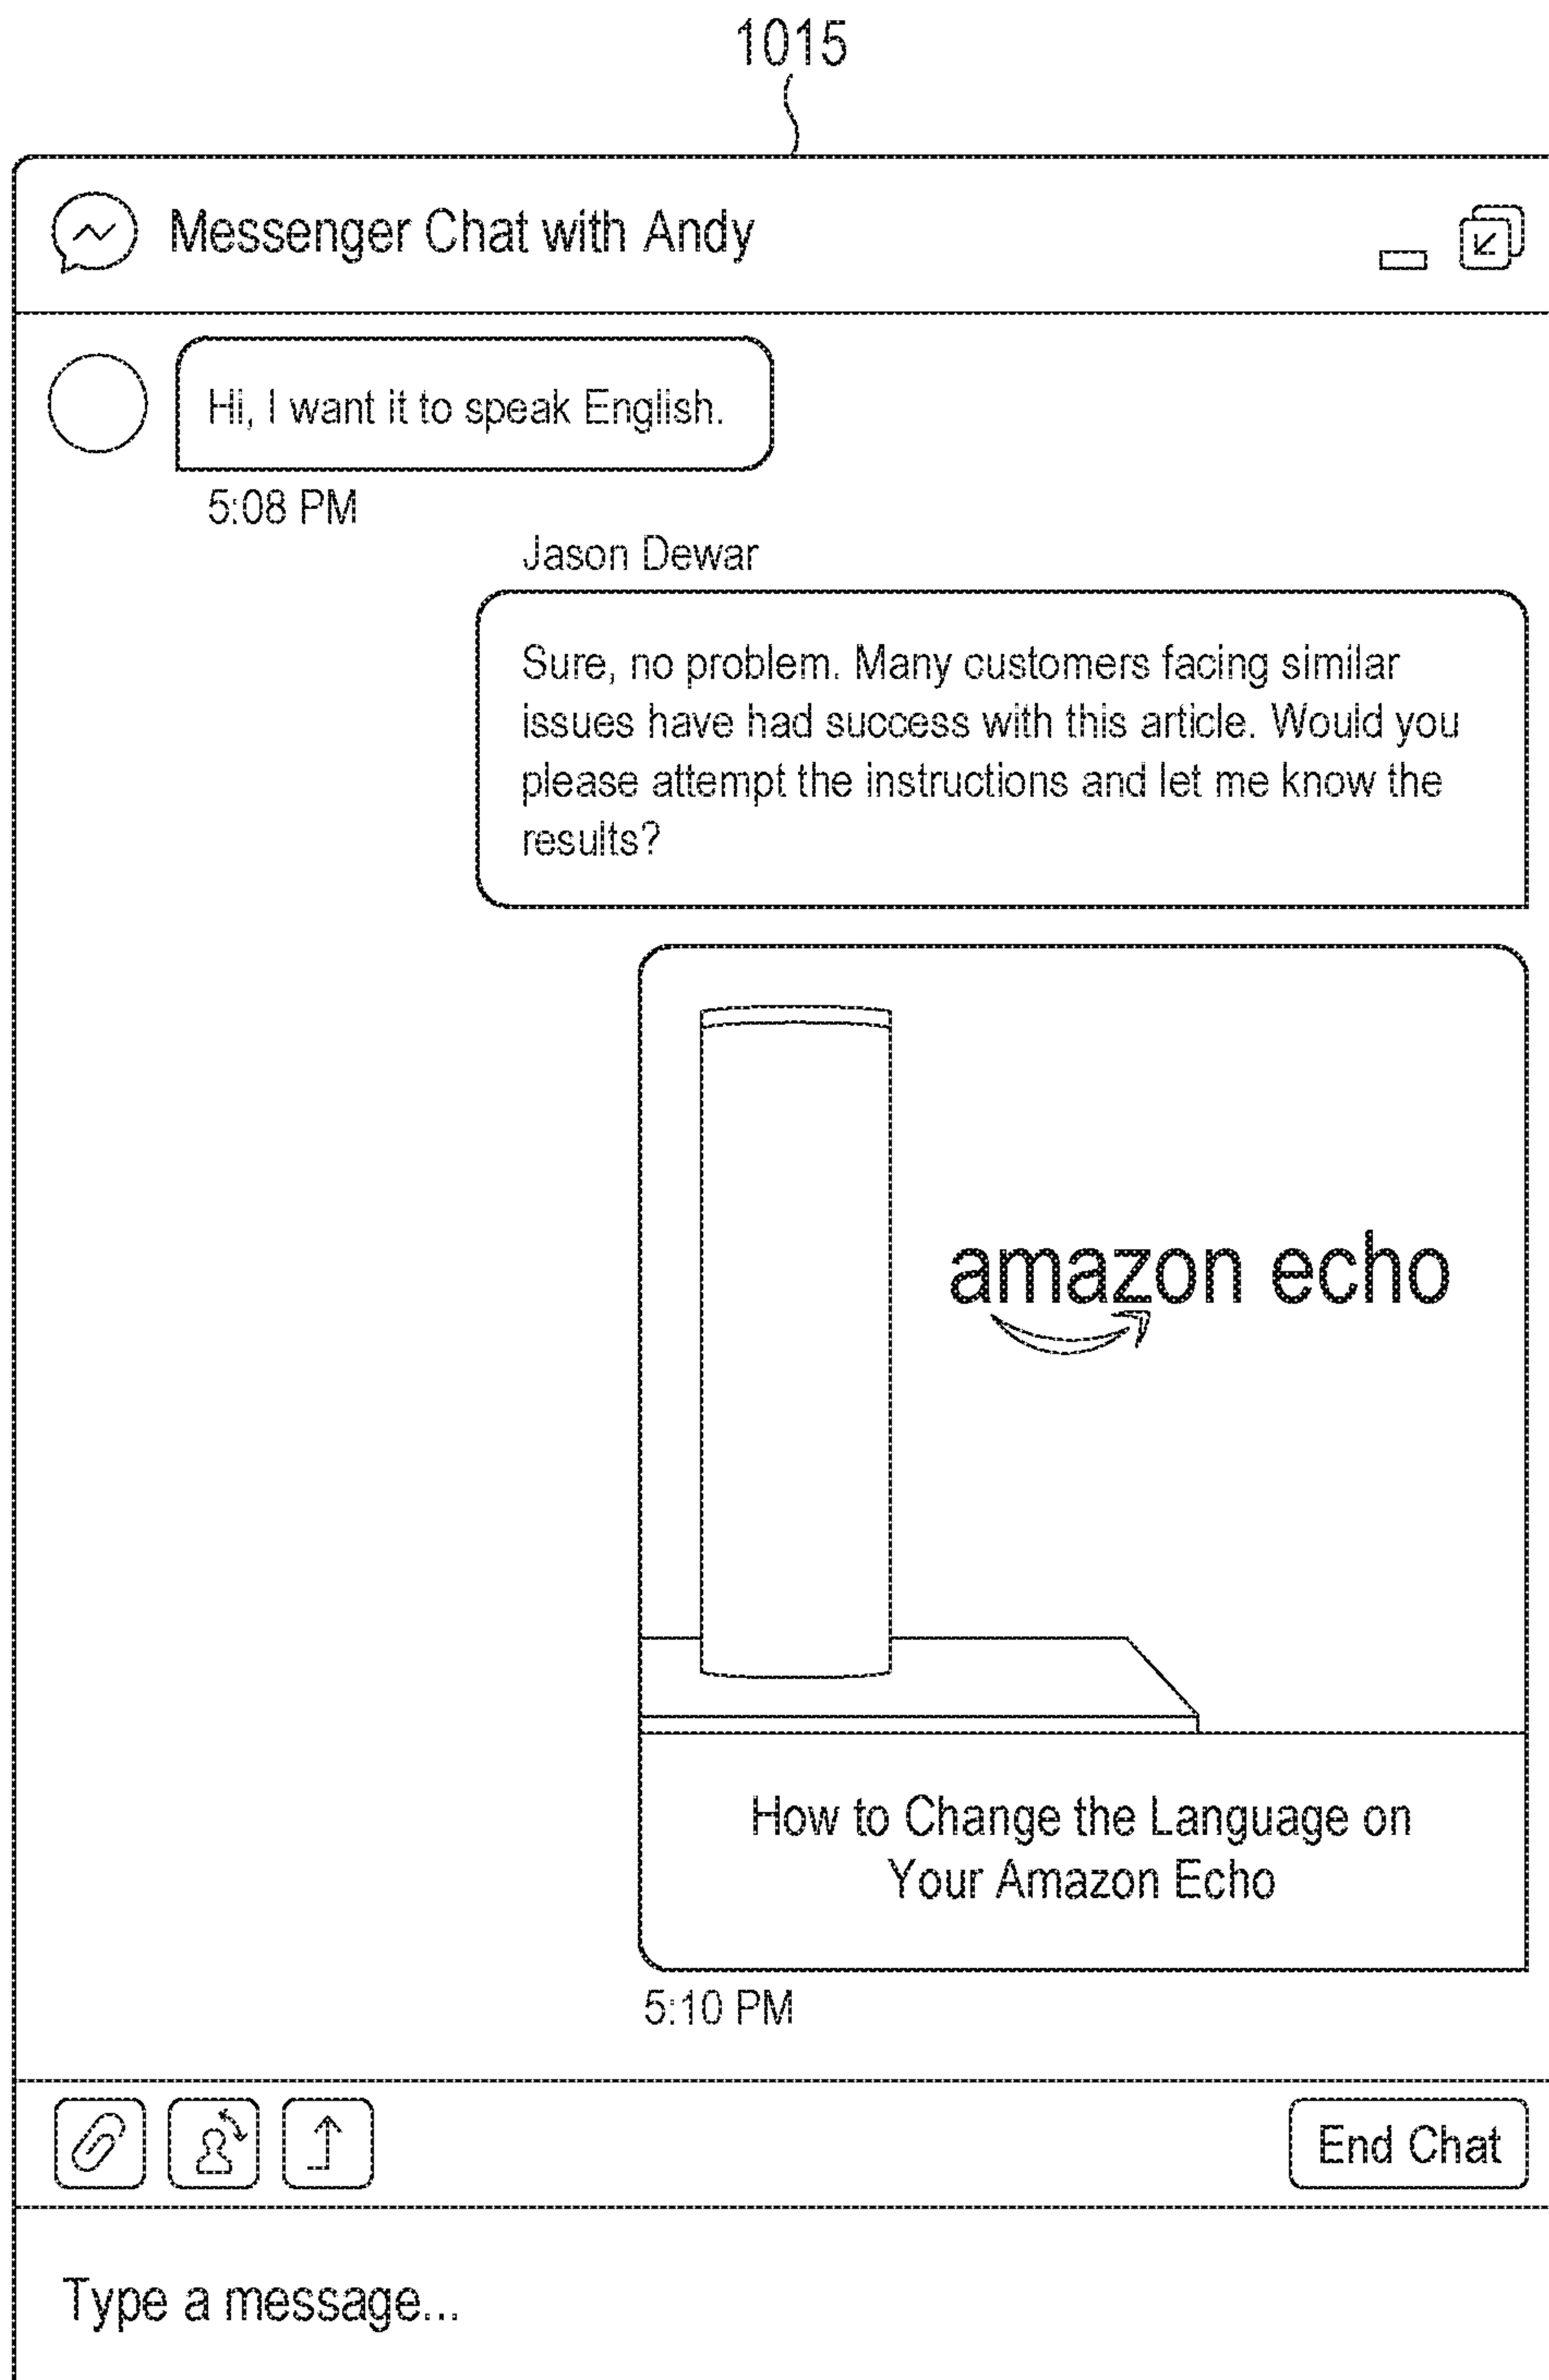 1015
Messenger Chat with Andy
Hi, I want it to speak English.
5:08 PM
Jason Dewar
Sure, no problem. Many customers facing similar
issues have had success with this article. Would you
please attempt the instructions and let me know the
results?
amazon echo
How to Change the Language on
Your Amazon Echo
5:10 PM
End Chat
Type a message...